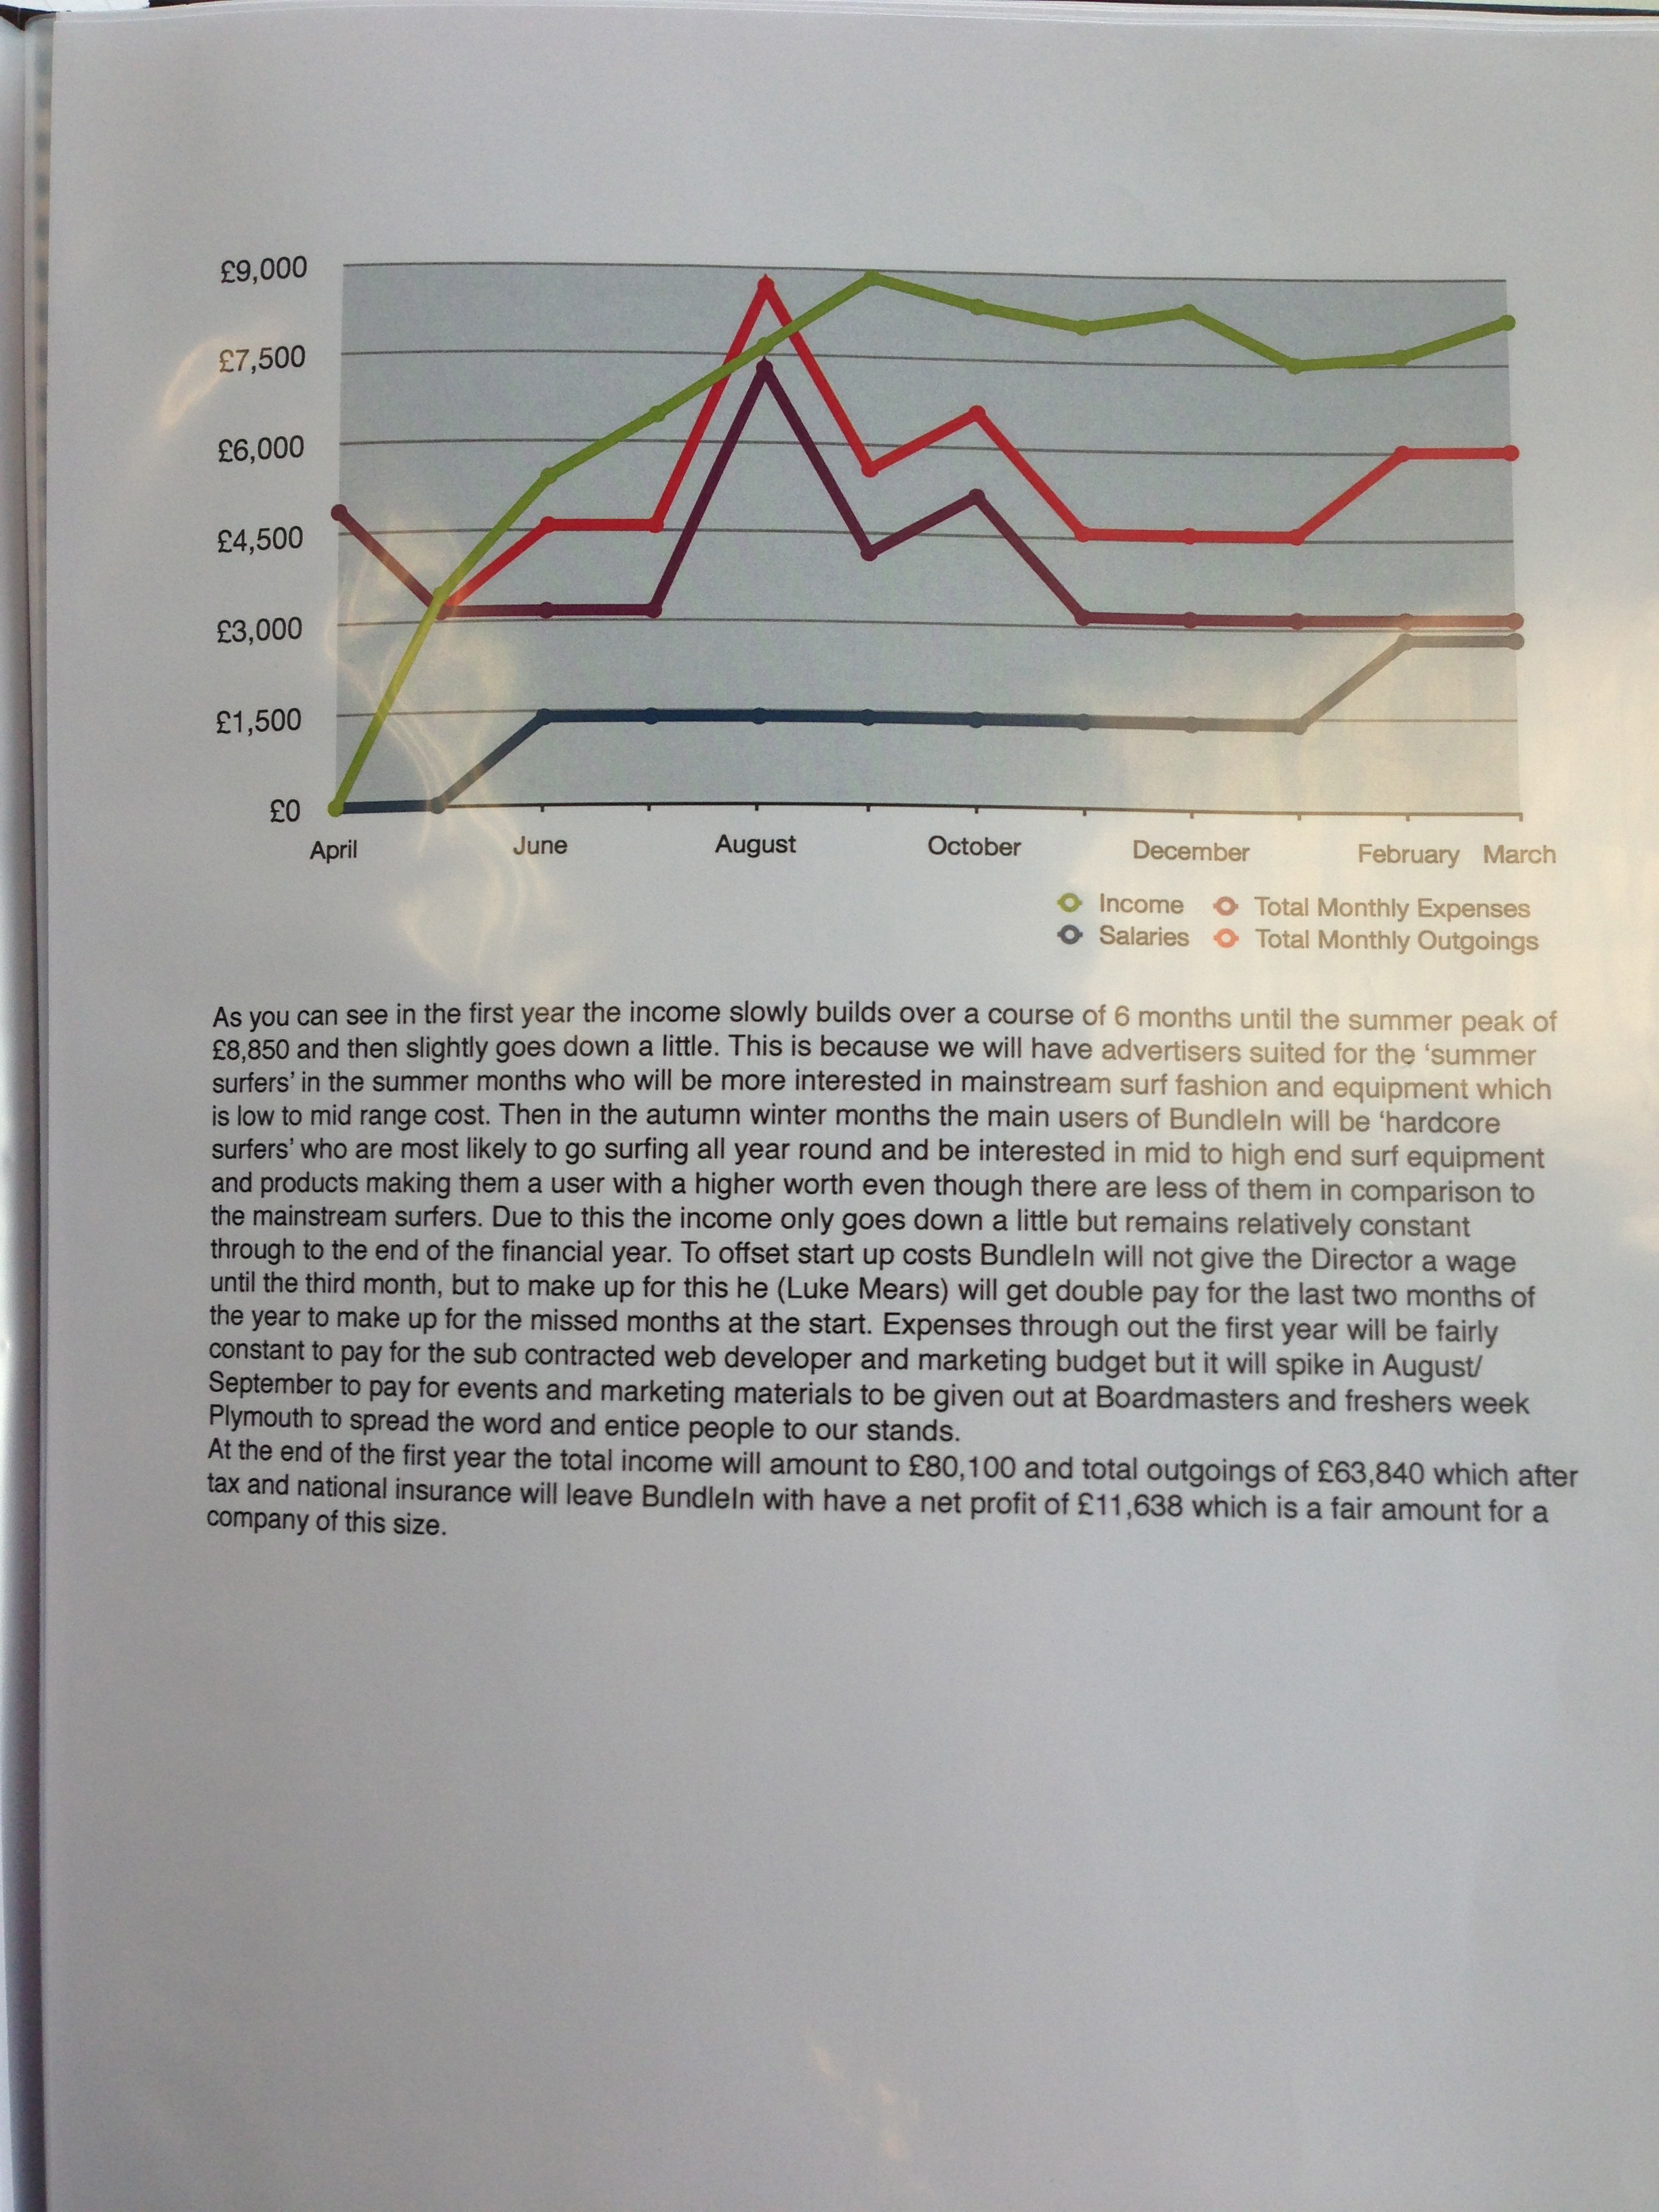 £9,000
£7,500
£6,000
£4,500
£3,000
£1,500
£0
April June August October December February March
Income Total Monthly Expenses
Salaries Total Monthly Outgoings
As you can see in the first year the income slowly builds over a course of 6 months until the summer peak of
£8,850 and then slightly goes down a little. This is because we will have advertisers suited for the ‘summer
surfers’ in the summer months who will be more interested in mainstream surf fashion and equipment which
is low to mid range cost. Then in the autumn winter months the main users of BundleIn will be ‘hardcore
surfers’ who are most likely to go surfing all year round and be interested in mid to high end surf equipment
and products making them a user with a higher worth even though there are less of them in comparison to
the mainstream surfers. Due to this the income only goes down a little but remains relatively constant
through to the end of the financial year. To offset start up costs BundleIn will not give the Director a wage
until the third month, but to make up for this he (Luke Mears) will get double pay for the last two months of
the year to make up for the missed months at the start. Expenses through out the first year will be fairly
constant to pay for the sub contracted web developer and marketing budget but it will spike in August/
September to pay for events and marketing materials to be given out at Boardmasters and freshers week
Plymouth to spread the word and entice people to our stands.
At the end of the first year the total income will amount to £80,100 and total outgoings of £63,840 which after
tax and national insurance will leave BundleIn with have a net profit of £11,638 which is a fair amount for a
company of this size.